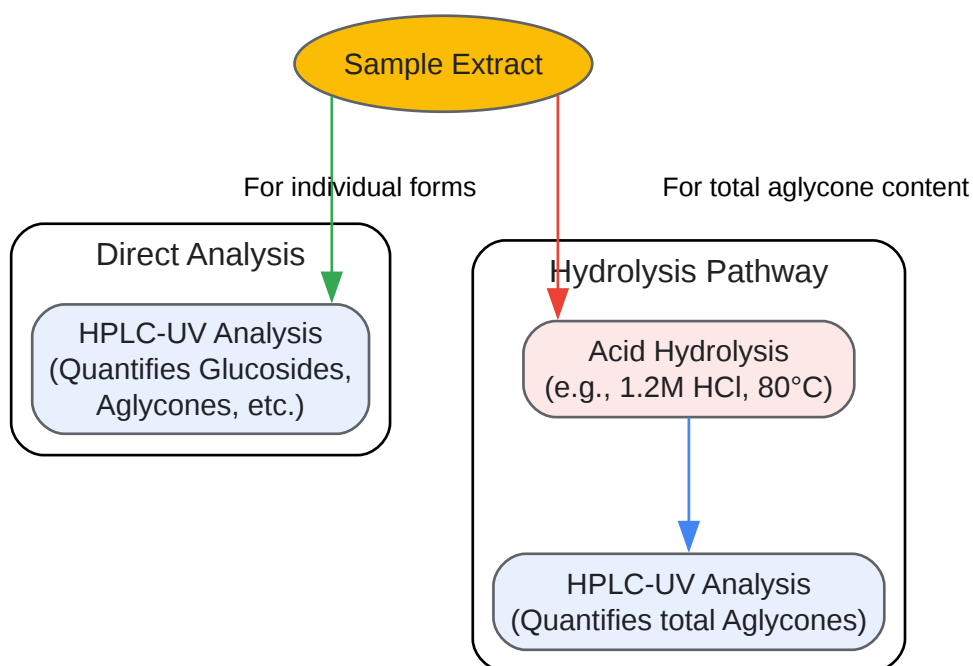 Sample Extract
For individual forms
For total aglycone content
Direct Analysis
HPLC-UV Analysis
(Quantifies Glucosides,
Aglycones, etc.)
Hydrolysis Pathway
Acid Hydrolysis
(e.g., 1.2M HCl, 80°C)
HPLC-UV Analysis
(Quantifies total Aglycones)